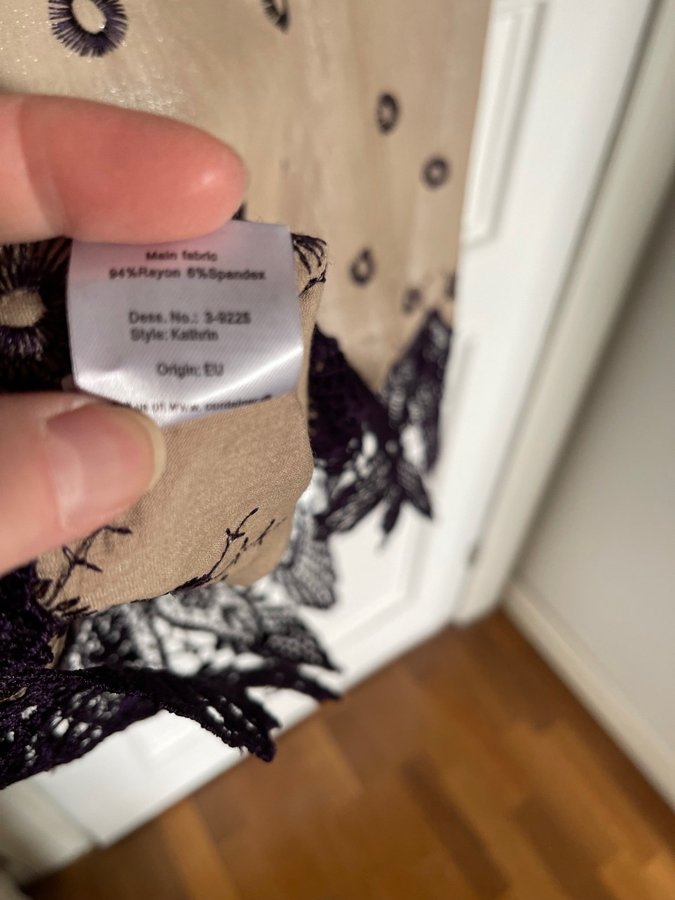 Main fabric
94%Rayon 6%Spandex
Dess. No.: 3-9225
Style: Kathrin
Origin: EU